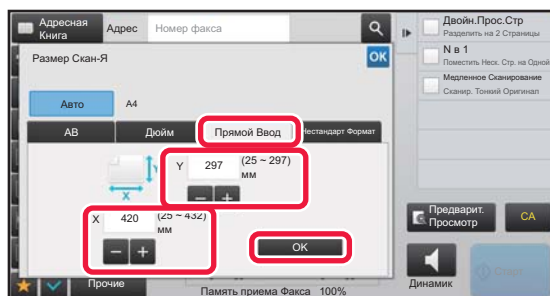 Адресная
Книга
Адрес
Номер факса
Размер Скан-Я
OK
Авто
A4
AB
Дюйм
Прямой Ввод
Нестандарт Формат
Y
X
Y
297
(25 ~ 297)
мм
X
420
(25 ~ 432)
мм
OK
Прочие
Память приема Факса 100%
Двойн.Прос.Стр
Разделить на 2 Страницы
N в 1
Поместить Неск. Стр. на Одной
Медленное Сканирование
Сканир. Тонкий Оригинал
Предварит.
Просмотр
CA
Динамик
Старт